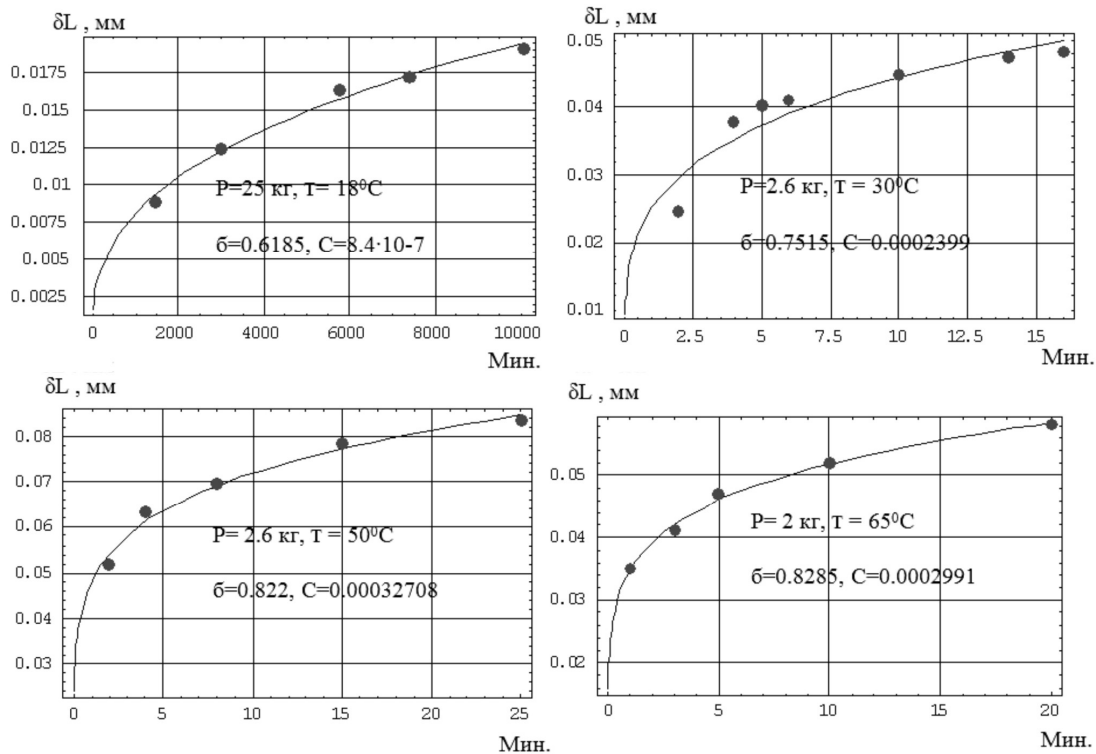 δL , мм
0.0175
0.015
0.0125
0.01
0.0075
0.005
0.0025
P=25 кг, т= 18⁰C
б=0.6185, C=8.4·10-7
0 2000 4000 6000 8000 10000
Мин.
δL , мм
0.05
0.04
0.03
0.02
0.01
P=2.6 кг, т = 30⁰C
б=0.7515, C=0.0002399
0 2.5 5 7.5 10 12.5 15
Мин.
δL , мм
0.08
0.07
0.06
0.05
0.04
0.03
P= 2.6 кг, т = 50⁰C
б=0.822, C=0.00032708
0 5 10 15 20 25
Мин.
δL , мм
0.05
0.04
0.03
0.02
P= 2 кг, т = 65⁰C
б=0.8285, C=0.0002991
0 5 10 15 20
Мин.